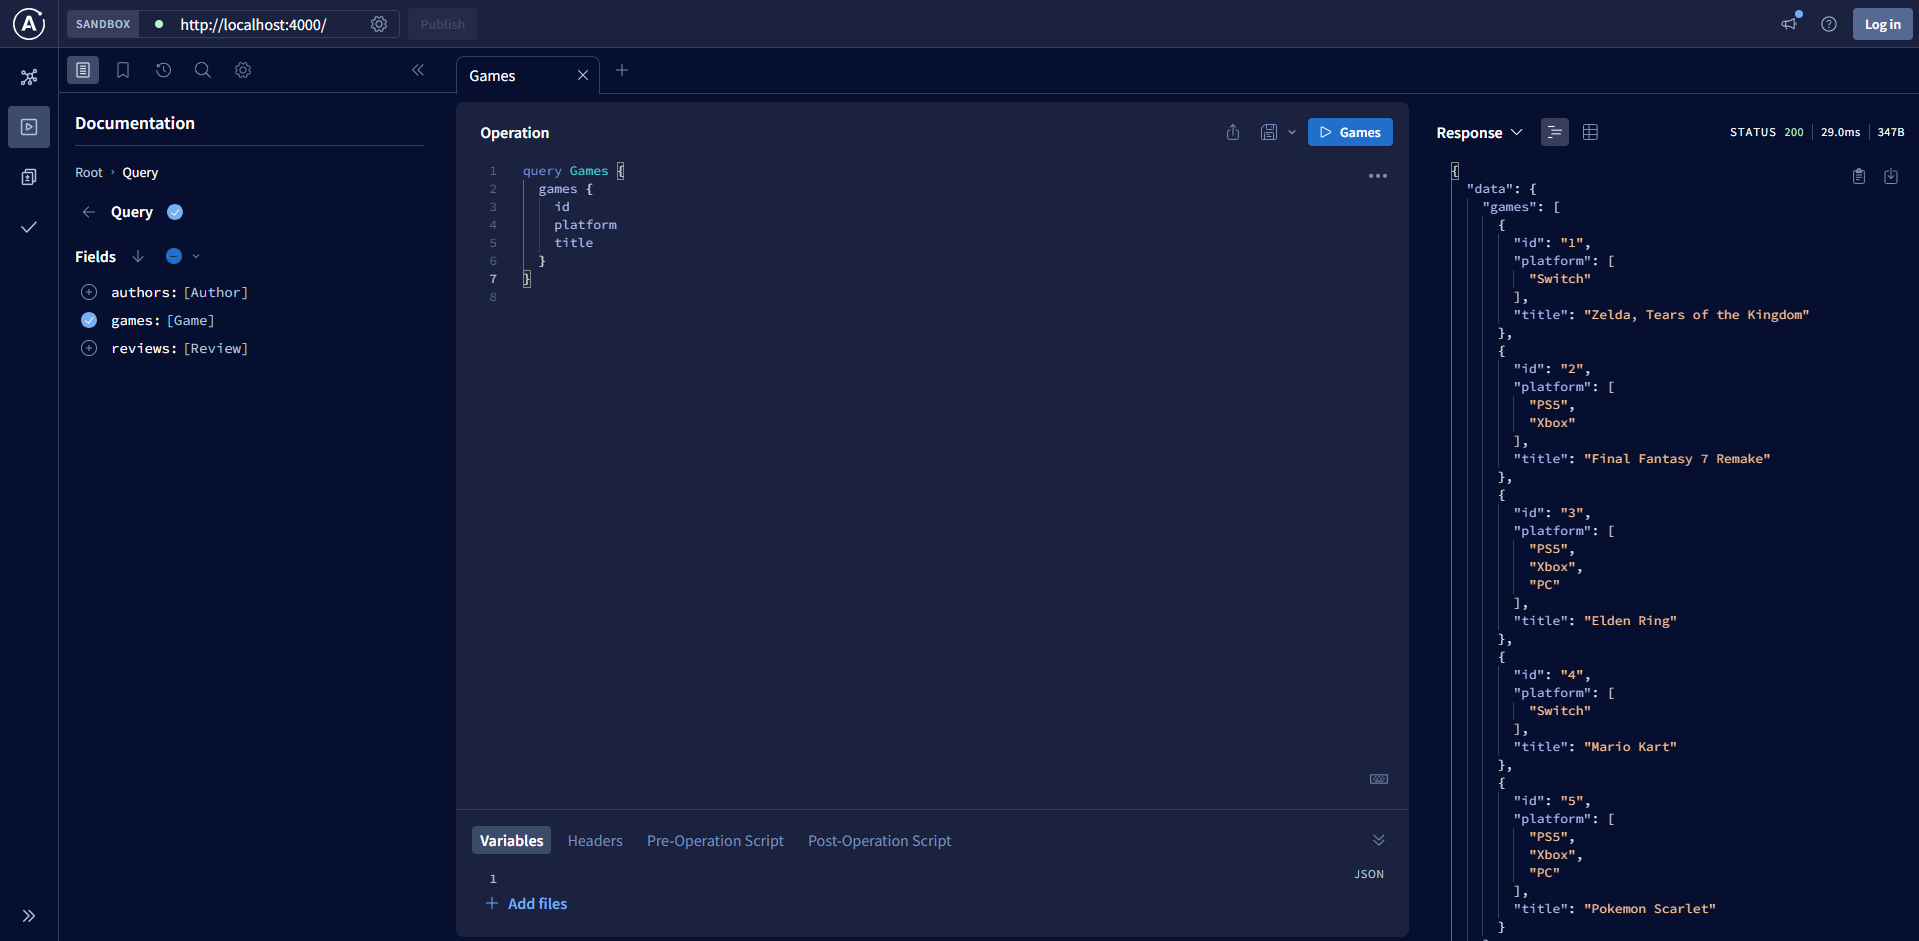 SANDBOX http://localhost:4000/ Publish Log in
Games
Documentation
Root › Query
Query
Fields
authors: [Author]
games: [Game]
reviews: [Review]
Operation
Games
1 query Games {
2 games {
3 id
4 platform
5 title
6 }
7 }
8
Variables Headers Pre-Operation Script Post-Operation Script
1
JSON
Add files
Response STATUS 200 29.0ms 347B
{
"data": {
"games": [
{
"id": "1",
"platform": [
"Switch"
],
"title": "Zelda, Tears of the Kingdom"
},
{
"id": "2",
"platform": [
"PS5",
"Xbox"
],
"title": "Final Fantasy 7 Remake"
},
{
"id": "3",
"platform": [
"PS5",
"Xbox",
"PC"
],
"title": "Elden Ring"
},
{
"id": "4",
"platform": [
"Switch"
],
"title": "Mario Kart"
},
{
"id": "5",
"platform": [
"PS5",
"Xbox",
"PC"
],
"title": "Pokemon Scarlet"
}